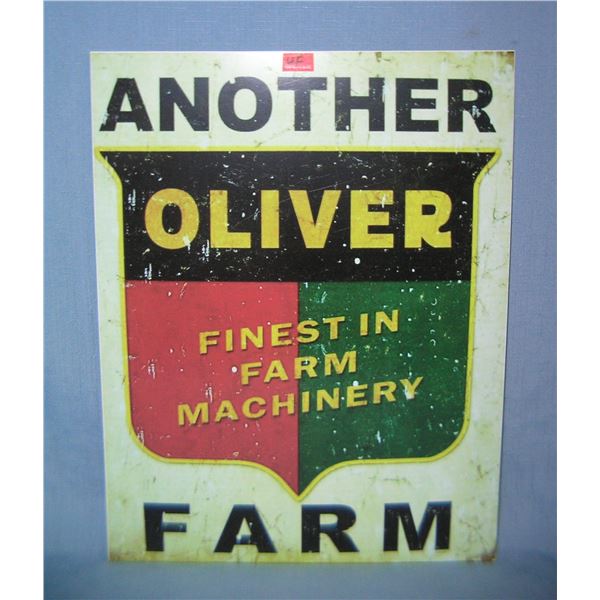 ANOTHER
OLIVER
FINEST IN
FARM
MACHINERY
FARM